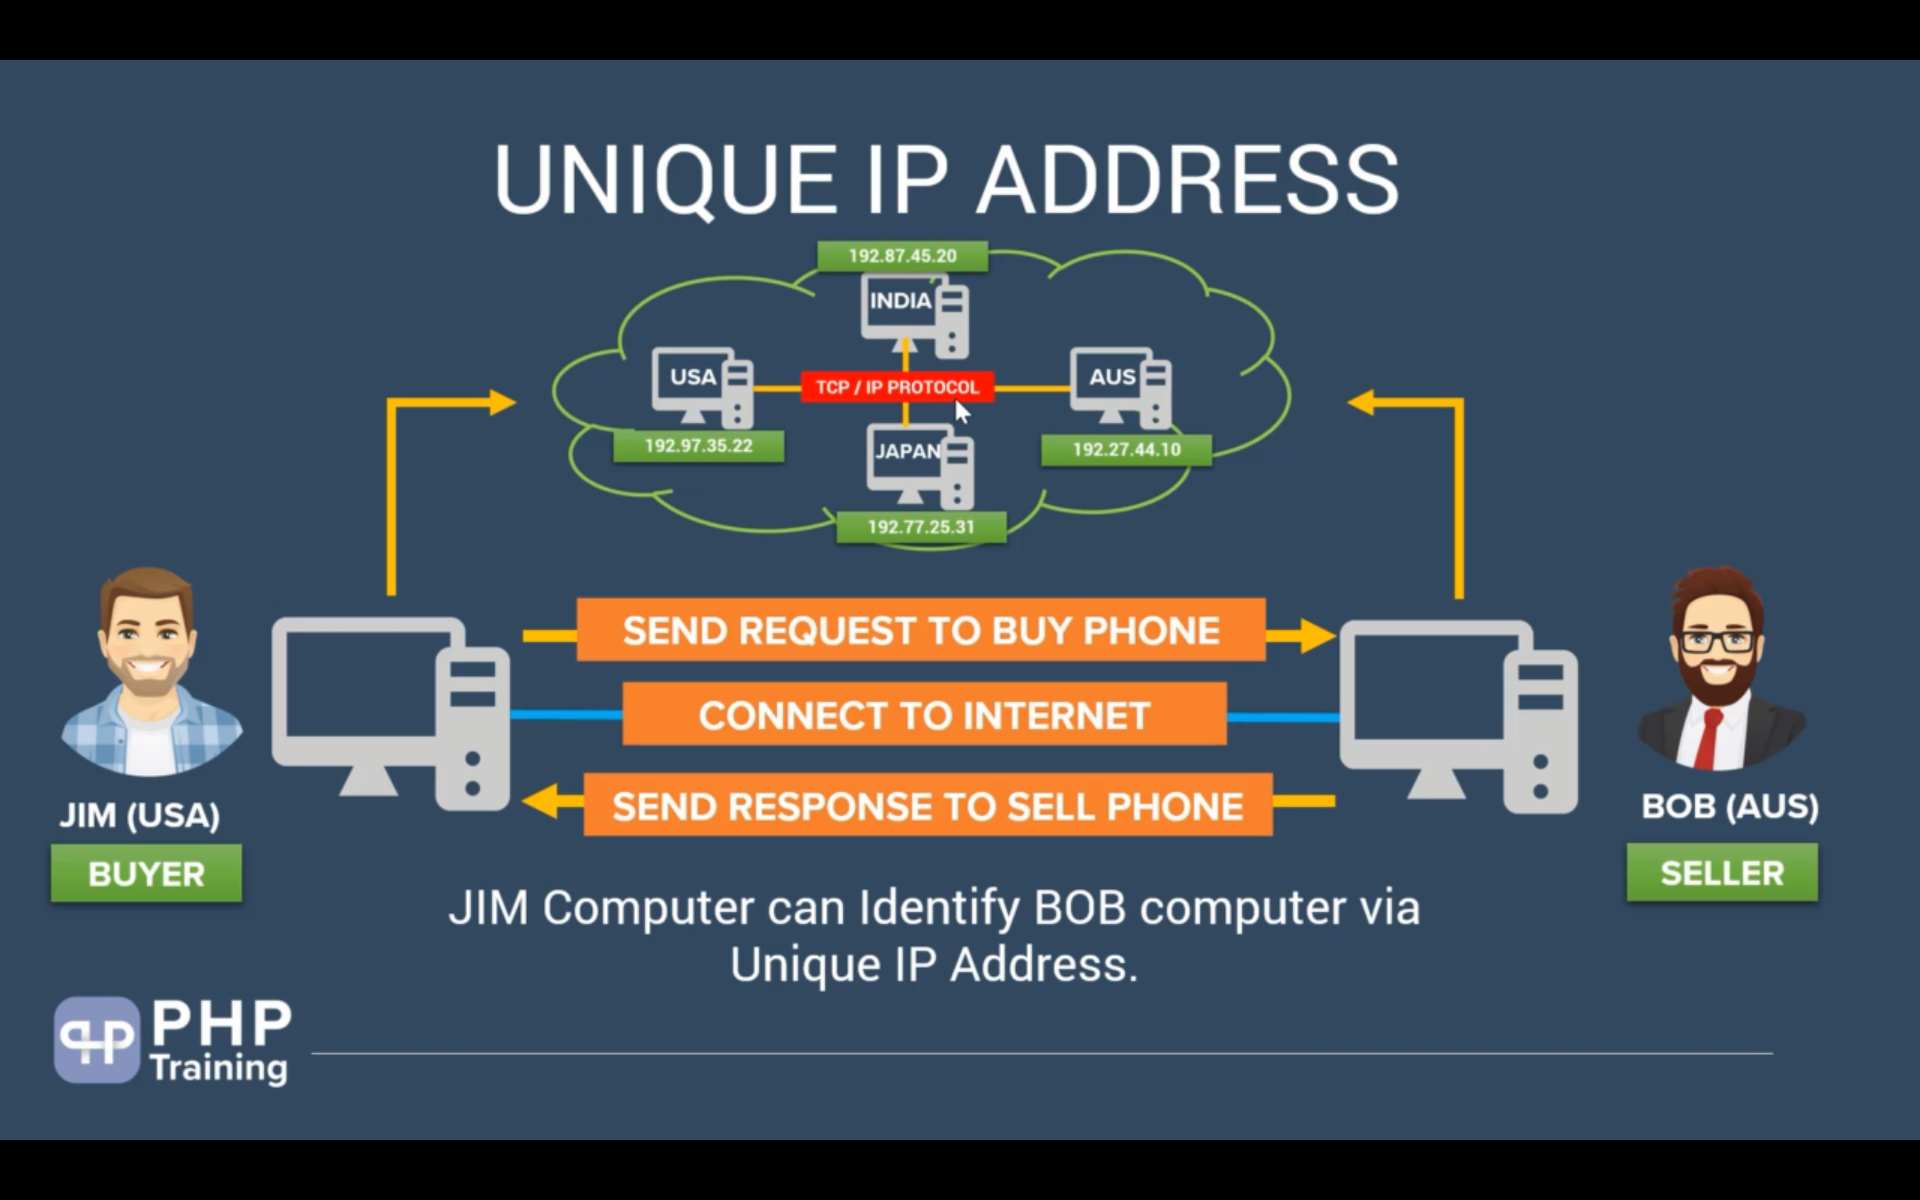 UNIQUE IP ADDRESS
192.87.45.20
INDIA
USA
TCP / IP PROTOCOL
AUS
192.97.35.22
JAPAN
192.27.44.10
192.77.25.31
SEND REQUEST TO BUY PHONE
CONNECT TO INTERNET
SEND RESPONSE TO SELL PHONE
JIM (USA)
BUYER
BOB (AUS)
SELLER
JIM Computer can Identify BOB computer via
Unique IP Address.
php
PHP
Training